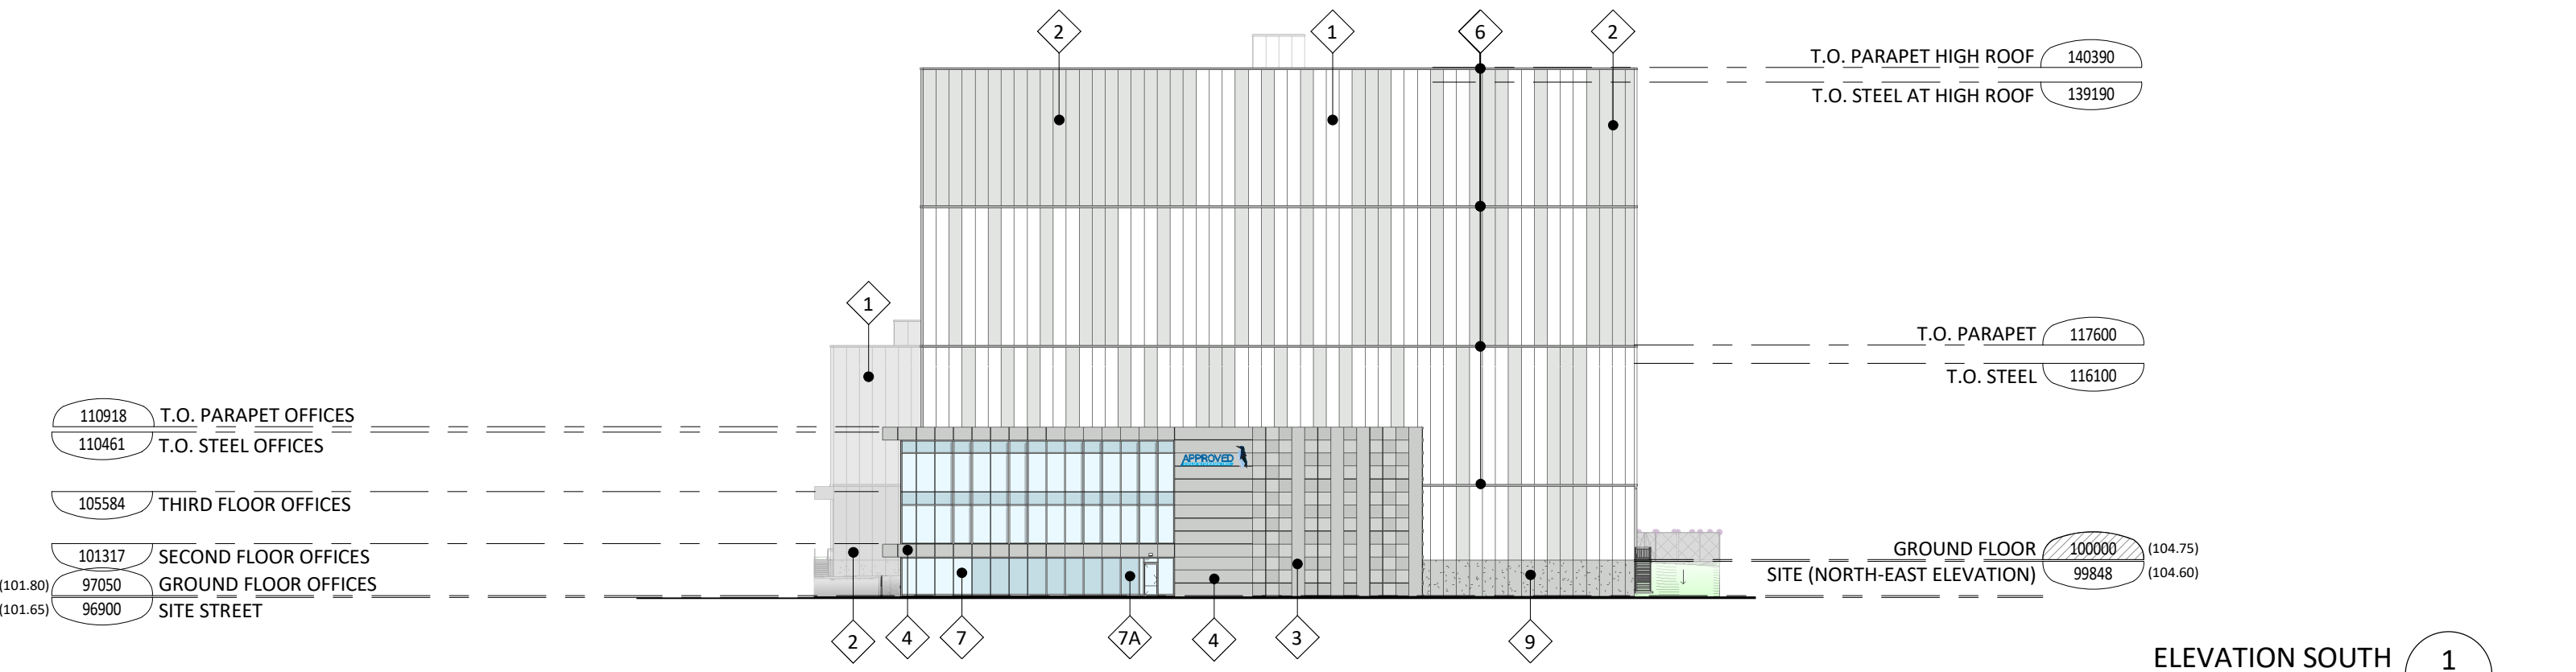 2 1 6 2
T.O. PARAPET HIGH ROOF 140390
T.O. STEEL AT HIGH ROOF 139190
1
T.O. PARAPET 117600
T.O. STEEL 116100
110918 T.O. PARAPET OFFICES
110461 T.O. STEEL OFFICES
APPROVED
105584 THIRD FLOOR OFFICES
101317 SECOND FLOOR OFFICES
(101.80) 97050 GROUND FLOOR OFFICES
(101.65) 96900 SITE STREET
GROUND FLOOR 100000 (104.75)
SITE (NORTH-EAST ELEVATION) 99848 (104.60)
2 4 7 7A 4 3 9
ELEVATION SOUTH 1